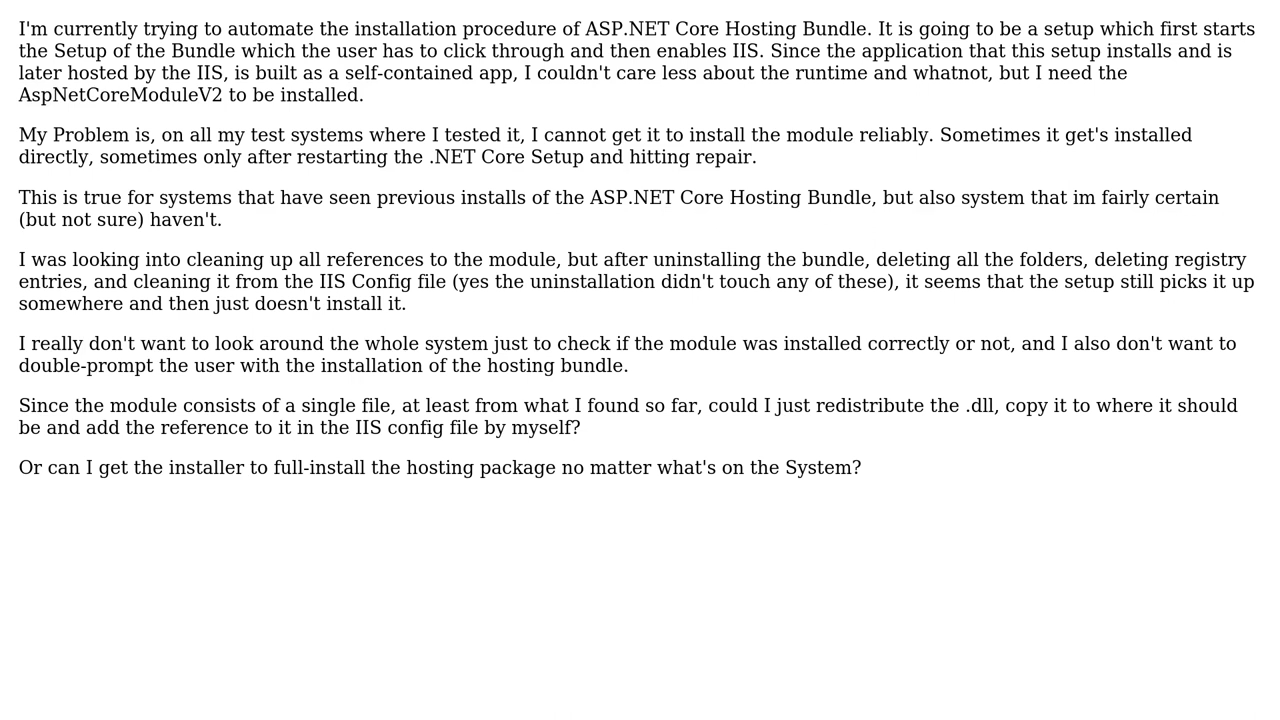 I'm currently trying to automate the installation procedure of ASP.NET Core Hosting Bundle. It is going to be a setup which first starts
the Setup of the Bundle which the user has to click through and then enables IIS. Since the application that this setup installs and is
later hosted by the IIS, is built as a self-contained app, I couldn't care less about the runtime and whatnot, but I need the
AspNetCoreModuleV2 to be installed.
My Problem is, on all my test systems where I tested it, I cannot get it to install the module reliably. Sometimes it get's installed
directly, sometimes only after restarting the .NET Core Setup and hitting repair.
This is true for systems that have seen previous installs of the ASP.NET Core Hosting Bundle, but also system that im fairly certain
(but not sure) haven't.
I was looking into cleaning up all references to the module, but after uninstalling the bundle, deleting all the folders, deleting registry
entries, and cleaning it from the IIS Config file (yes the uninstallation didn't touch any of these), it seems that the setup still picks it up
somewhere and then just doesn't install it.
I really don't want to look around the whole system just to check if the module was installed correctly or not, and I also don't want to
double-prompt the user with the installation of the hosting bundle.
Since the module consists of a single file, at least from what I found so far, could I just redistribute the .dll, copy it to where it should
be and add the reference to it in the IIS config file by myself?
Or can I get the installer to full-install the hosting package no matter what's on the System?